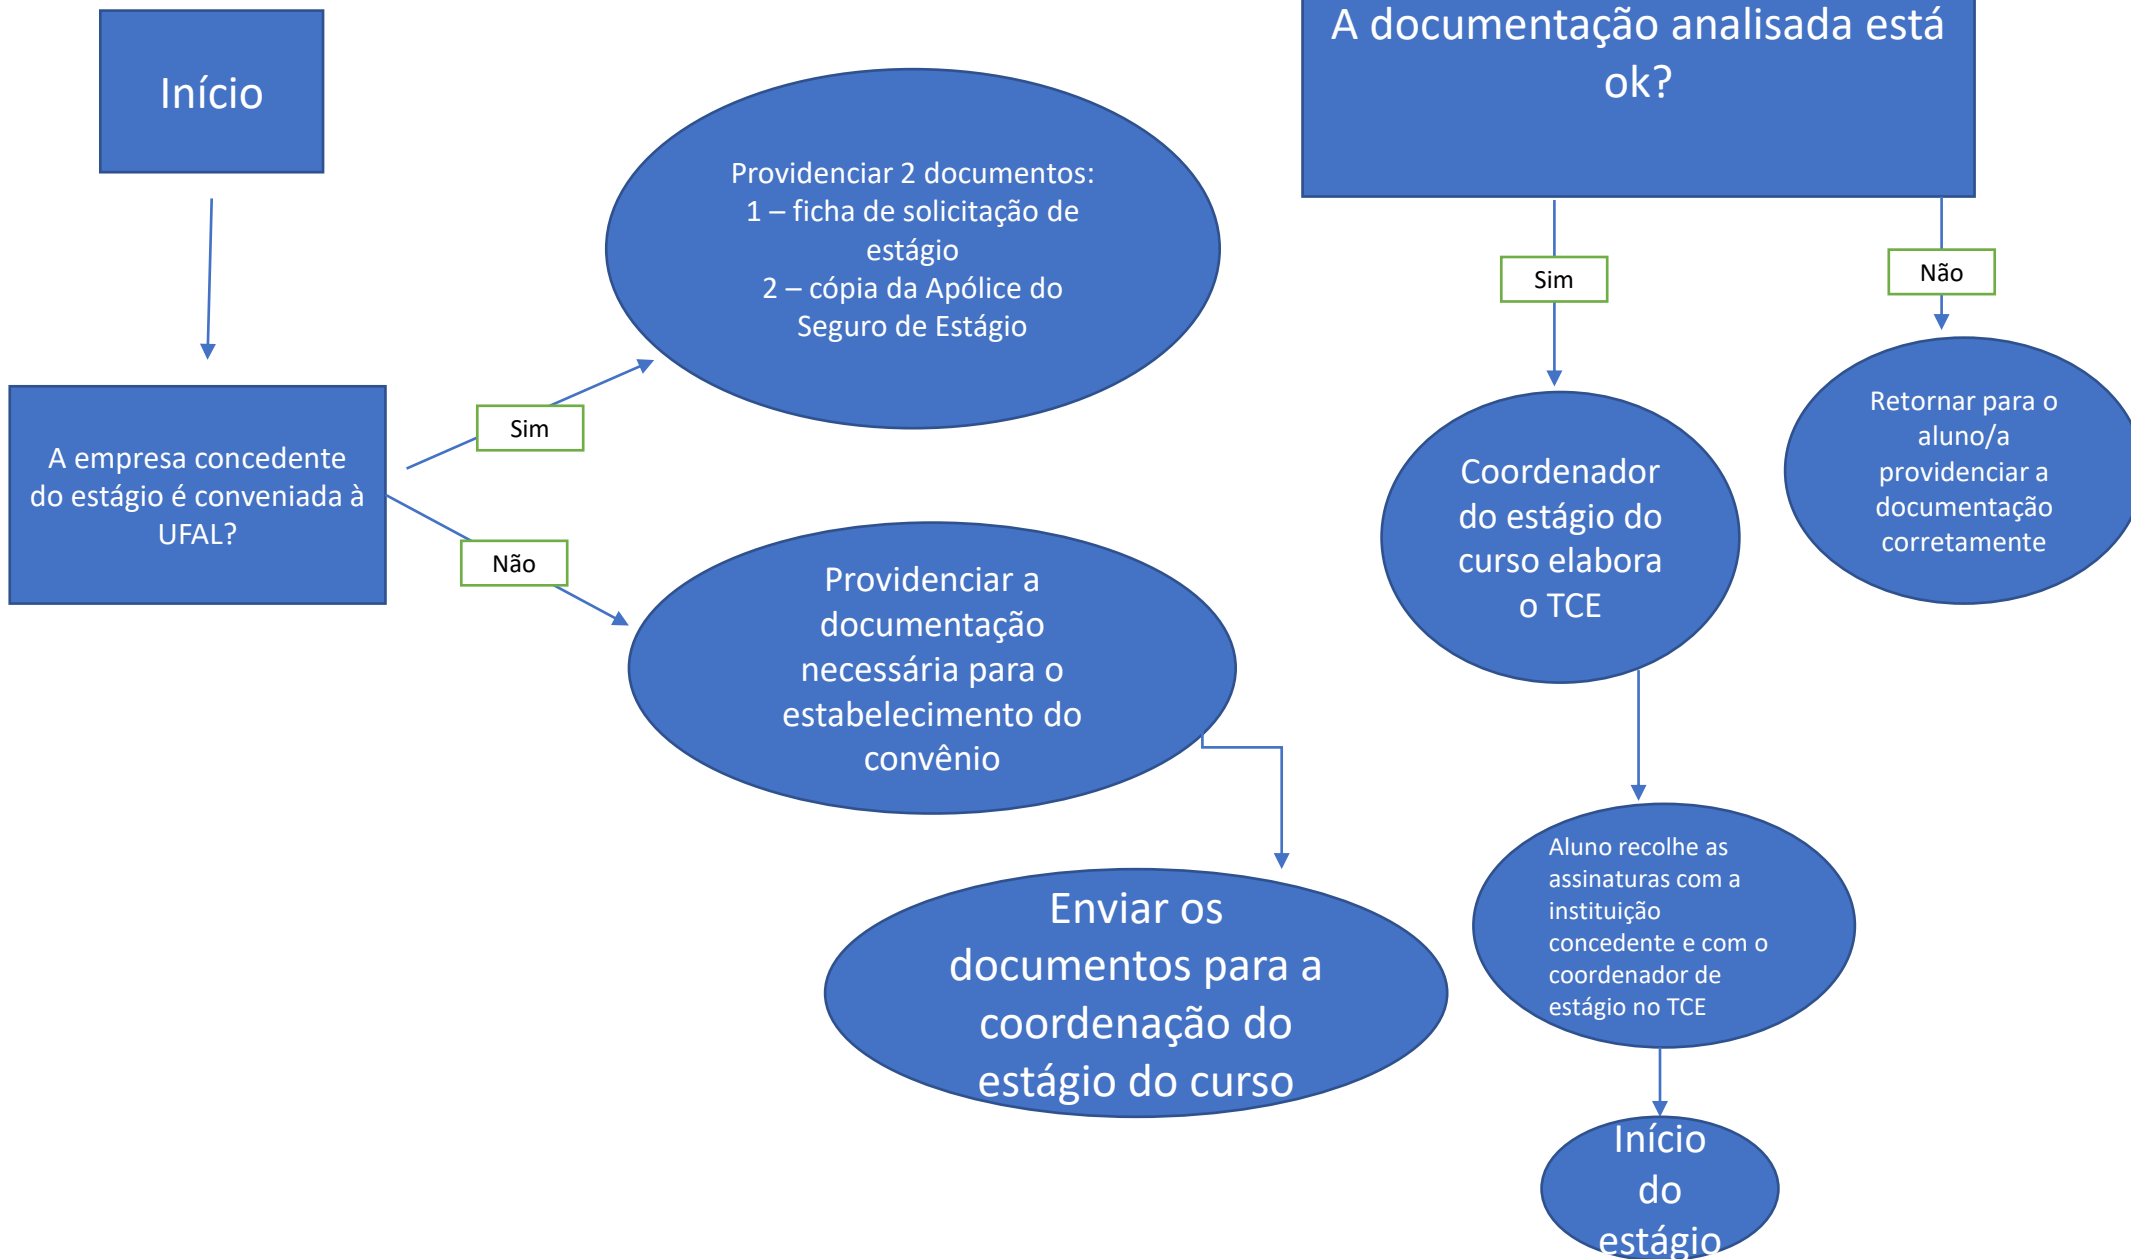 Início
A empresa concedente
do estágio é conveniada à
UFAL?
Sim
Não
Providenciar 2 documentos:
1 – ficha de solicitação de
estágio
2 – cópia da Apólice do
Seguro de Estágio
Providenciar a
documentação
necessária para o
estabelecimento do
convênio
Enviar os
documentos para a
coordenação do
estágio do curso
A documentação analisada está
ok?
Sim
Não
Coordenador
do estágio do
curso elabora
o TCE
Retornar para o
aluno/a
providenciar a
documentação
corretamente
Aluno recolhe as
assinaturas com a
instituição
concedente e com o
coordenador de
estágio no TCE
Início
do
estágio